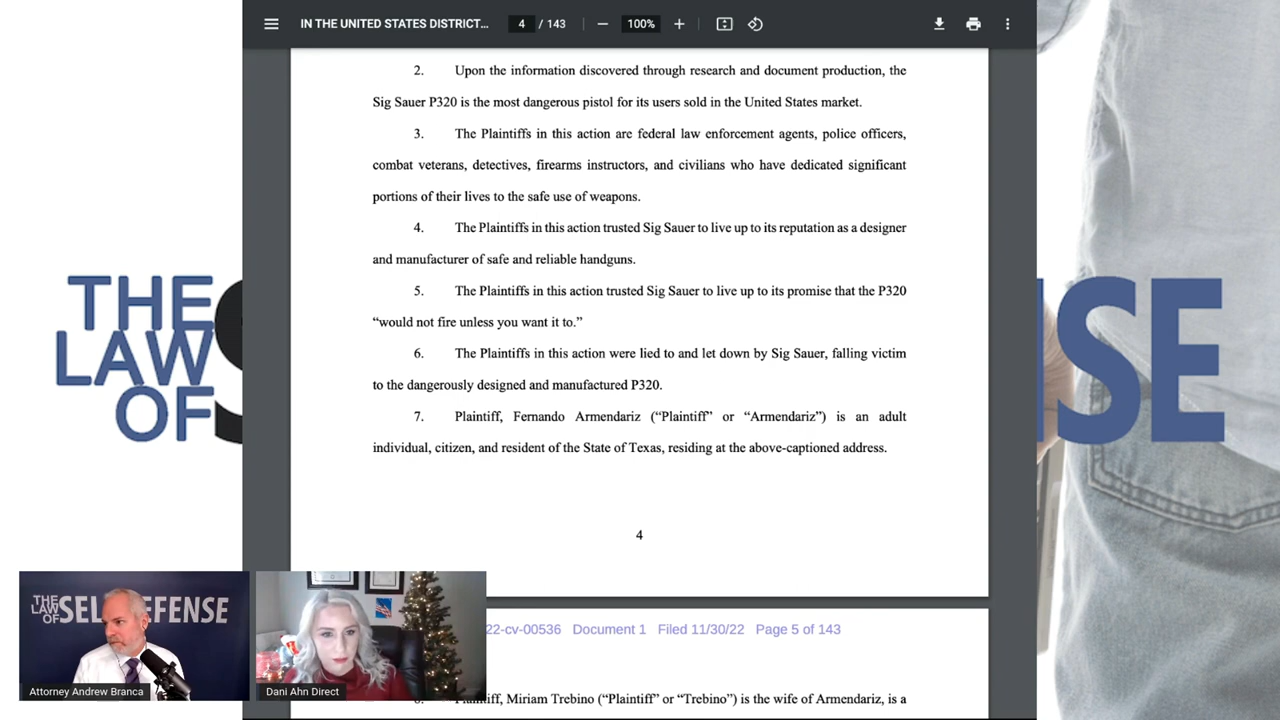 IN THE UNITED STATES DISTRICT...
4 / 143
100%
2. Upon the information discovered through research and document production, the
Sig Sauer P320 is the most dangerous pistol for its users sold in the United States market.
3. The Plaintiffs in this action are federal law enforcement agents, police officers,
combat veterans, detectives, firearms instructors, and civilians who have dedicated significant
portions of their lives to the safe use of weapons.
4. The Plaintiffs in this action trusted Sig Sauer to live up to its reputation as a designer
and manufacturer of safe and reliable handguns.
5. The Plaintiffs in this action trusted Sig Sauer to live up to its promise that the P320
“would not fire unless you want it to.”
6. The Plaintiffs in this action were lied to and let down by Sig Sauer, falling victim
to the dangerously designed and manufactured P320.
7. Plaintiff, Fernando Armendariz (“Plaintiff” or “Armendariz”) is an adult
individual, citizen, and resident of the State of Texas, residing at the above-captioned address.
4
22-cv-00536 Document 1 Filed 11/30/22 Page 5 of 143
Miriam Trebino (“Plaintiff” or “Trebino”) is the wife of Armendariz, is a
THE
LAW
OF
NSE
THE
LAW
OF
SELF DEFENSE
Attorney Andrew Branca
Dani Ahn Direct